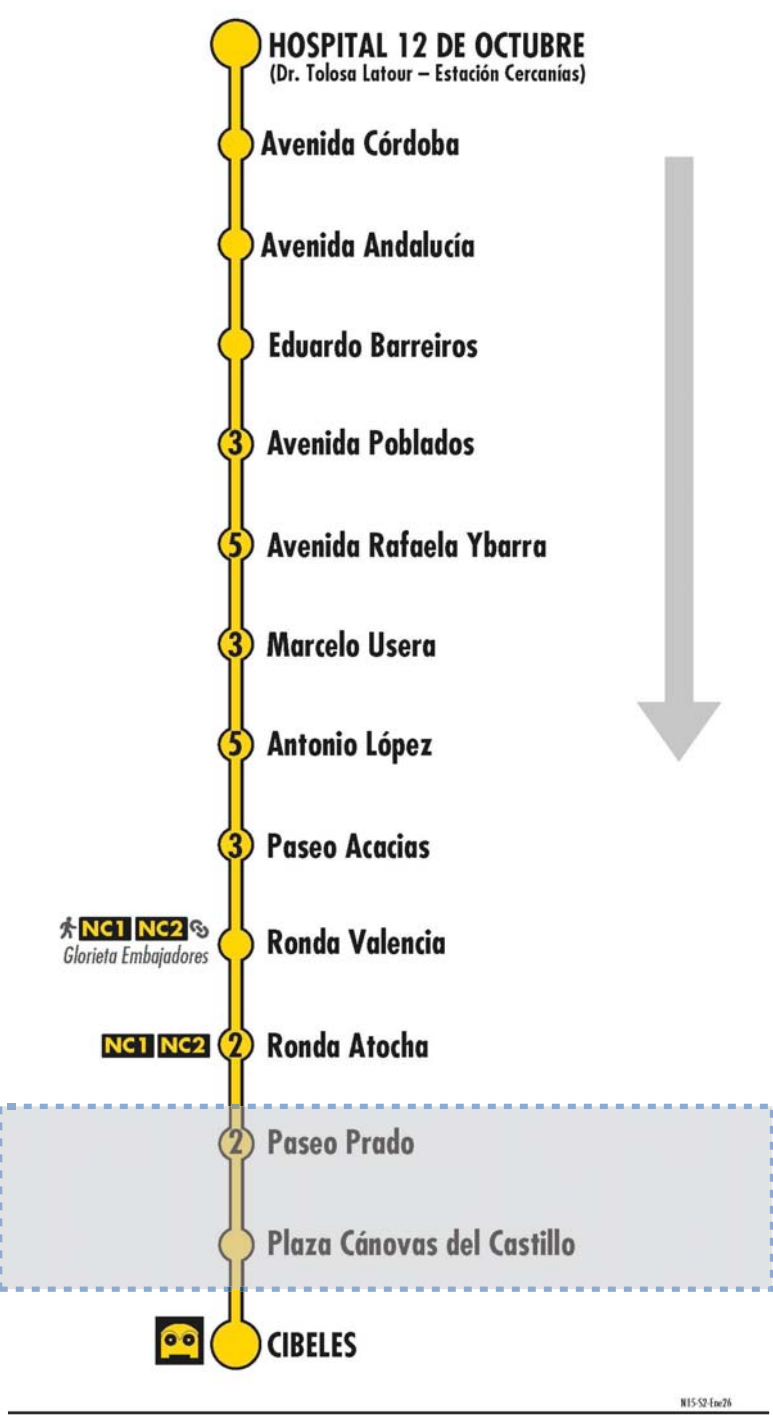 HOSPITAL 12 DE OCTUBRE
(Dr. Tolosa Latour – Estación Cercanías)
Avenida Córdoba
Avenida Andalucía
Eduardo Barreiros
3 Avenida Poblados
5 Avenida Rafaela Ybarra
3 Marcelo Usera
5 Antonio López
3 Paseo Acacias
NC1 NC2
Glorieta Embajadores
Ronda Valencia
NC1 NC2 2 Ronda Atocha
2 Paseo Prado
Plaza Cánovas del Castillo
CIBELES
N15-S2-Ene26